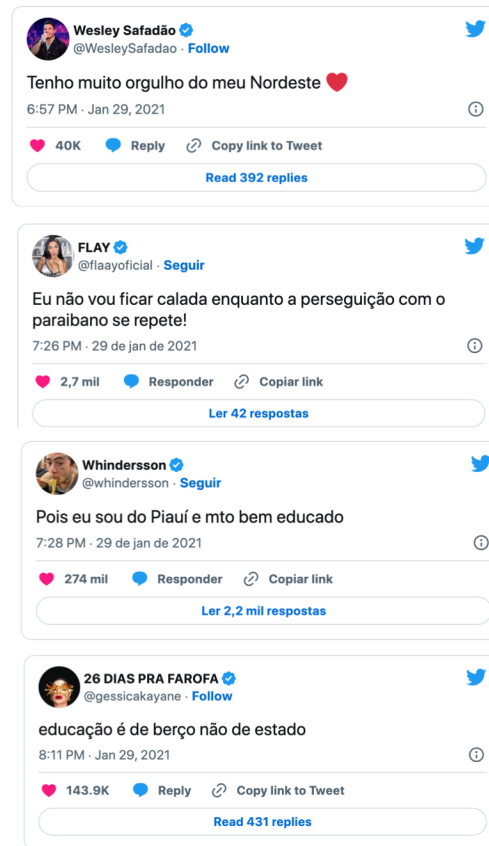 Wesley Safadão
@WesleySafadao · Follow
Tenho muito orgulho do meu Nordeste ❤️
6:57 PM · Jan 29, 2021
40K Reply Copy link to Tweet
Read 392 replies
FLAY
@flaayoficial · Seguir
Eu não vou ficar calada enquanto a perseguição com o
paraibano se repete!
7:26 PM · 29 de jan de 2021
2,7 mil Responder Copiar link
Ler 42 respostas
Whindersson
@whindersson · Seguir
Pois eu sou do Piauí e mto bem educado
7:28 PM · 29 de jan de 2021
274 mil Responder Copiar link
Ler 2,2 mil respostas
26 DIAS PRA FAROFA
@gessicakayane · Follow
educação é de berço não de estado
8:11 PM · Jan 29, 2021
143.9K Reply Copy link to Tweet
Read 431 replies